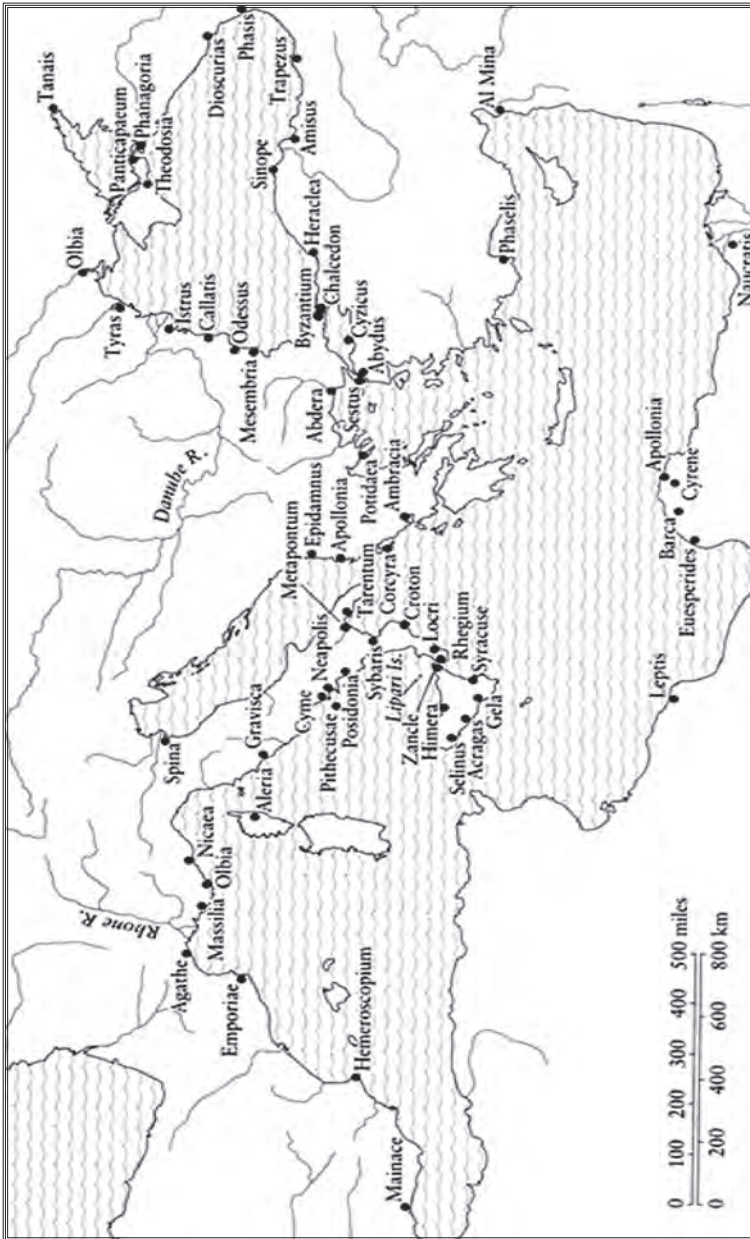 Tanais
Panticapaeum
Phanagoria
Theodosia
Dioscurias
Phasis
Trapezus
Amisus
Sinope
Heraclea
Chalcedon
Byzantium
Cyzicus
Abydus
Sestus
Olbia
Tyras
Istrus
Callatis
Odessus
Mesembria
Abdera
Danube R.
Potidaea
Ambracia
Epidamnus
Apollonia
Metapontum
Tarentum
Corcyra
Croton
Neapolis
Cyme
Pithecusae
Posidonia
Sybaris
Lipari Is.
Locri
Rhegium
Syracuse
Zancle
Himera
Selinus
Acragas
Gela
Spina
Gravisca
Aleria
Nicaea
Olbia
Massilia
Rhone R.
Agathe
Emporiae
Hemeroscopium
Mainace
Al Mina
Phaselis
Naucratis
Apollonia
Cyrene
Barca
Euesperides
Leptis
0 100 200 300 400 500 miles
0 200 400 600 800 km